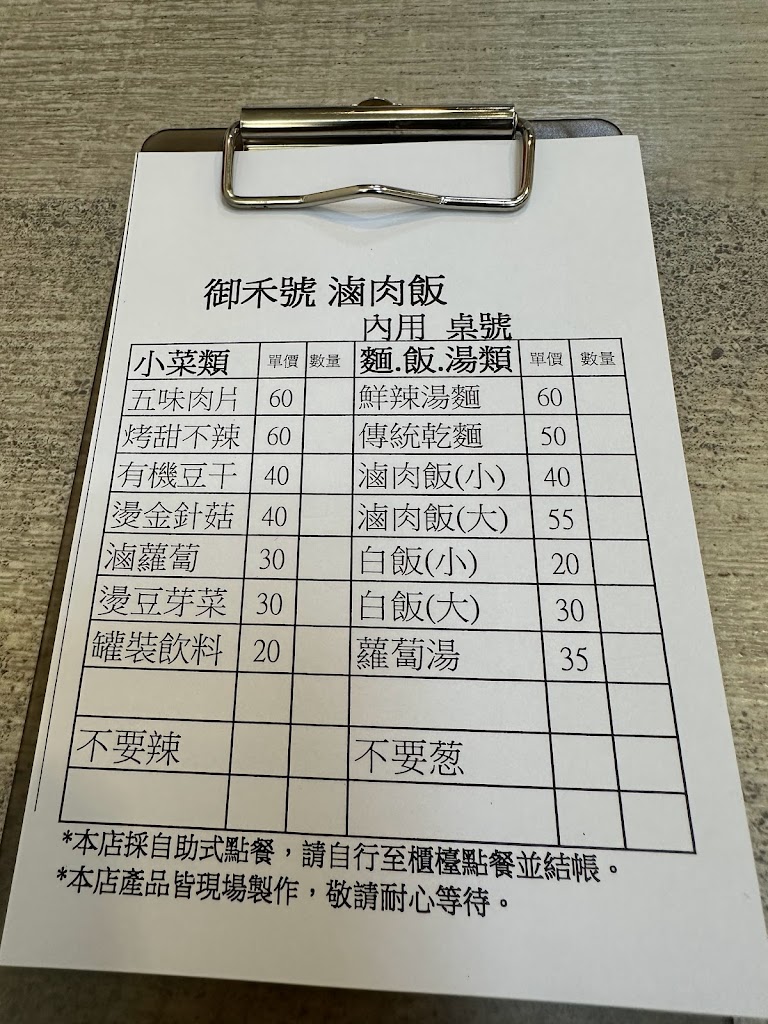 御禾號 滷肉飯
內用 桌號
小菜類 單價 數量 麵.飯.湯類 單價 數量
五味肉片 60 鮮辣湯麵 60
烤甜不辣 60 傳統乾麵 50
有機豆干 40 滷肉飯(小) 40
燙金針菇 40 滷肉飯(大) 55
滷蘿蔔 30 白飯(小) 20
燙豆芽菜 30 白飯(大) 30
罐裝飲料 20 蘿蔔湯 35
不要辣 不要葱
*本店採自助式點餐，請自行至櫃檯點餐並結帳。
*本店產品皆現場製作，敬請耐心等待。